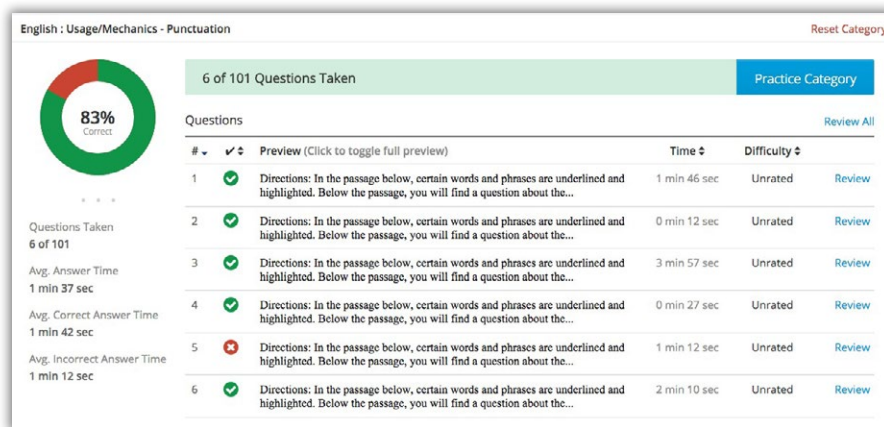 English : Usage/Mechanics - Punctuation
Reset Category
83%
Correct
Questions Taken
6 of 101
Avg. Answer Time
1 min 37 sec
Avg. Correct Answer Time
1 min 42 sec
Avg. Incorrect Answer Time
1 min 12 sec
6 of 101 Questions Taken
Practice Category
Questions
Review All
# ✔ Preview (Click to toggle full preview) Time Difficulty
1 Directions: In the passage below, certain words and phrases are underlined and 1 min 46 sec Unrated Review
highlighted. Below the passage, you will find a question about the...
2 Directions: In the passage below, certain words and phrases are underlined and 0 min 12 sec Unrated Review
highlighted. Below the passage, you will find a question about the...
3 Directions: In the passage below, certain words and phrases are underlined and 3 min 57 sec Unrated Review
highlighted. Below the passage, you will find a question about the...
4 Directions: In the passage below, certain words and phrases are underlined and 0 min 27 sec Unrated Review
highlighted. Below the passage, you will find a question about the...
5 Directions: In the passage below, certain words and phrases are underlined and 1 min 12 sec Unrated Review
highlighted. Below the passage, you will find a question about the...
6 Directions: In the passage below, certain words and phrases are underlined and 2 min 10 sec Unrated Review
highlighted. Below the passage, you will find a question about the...